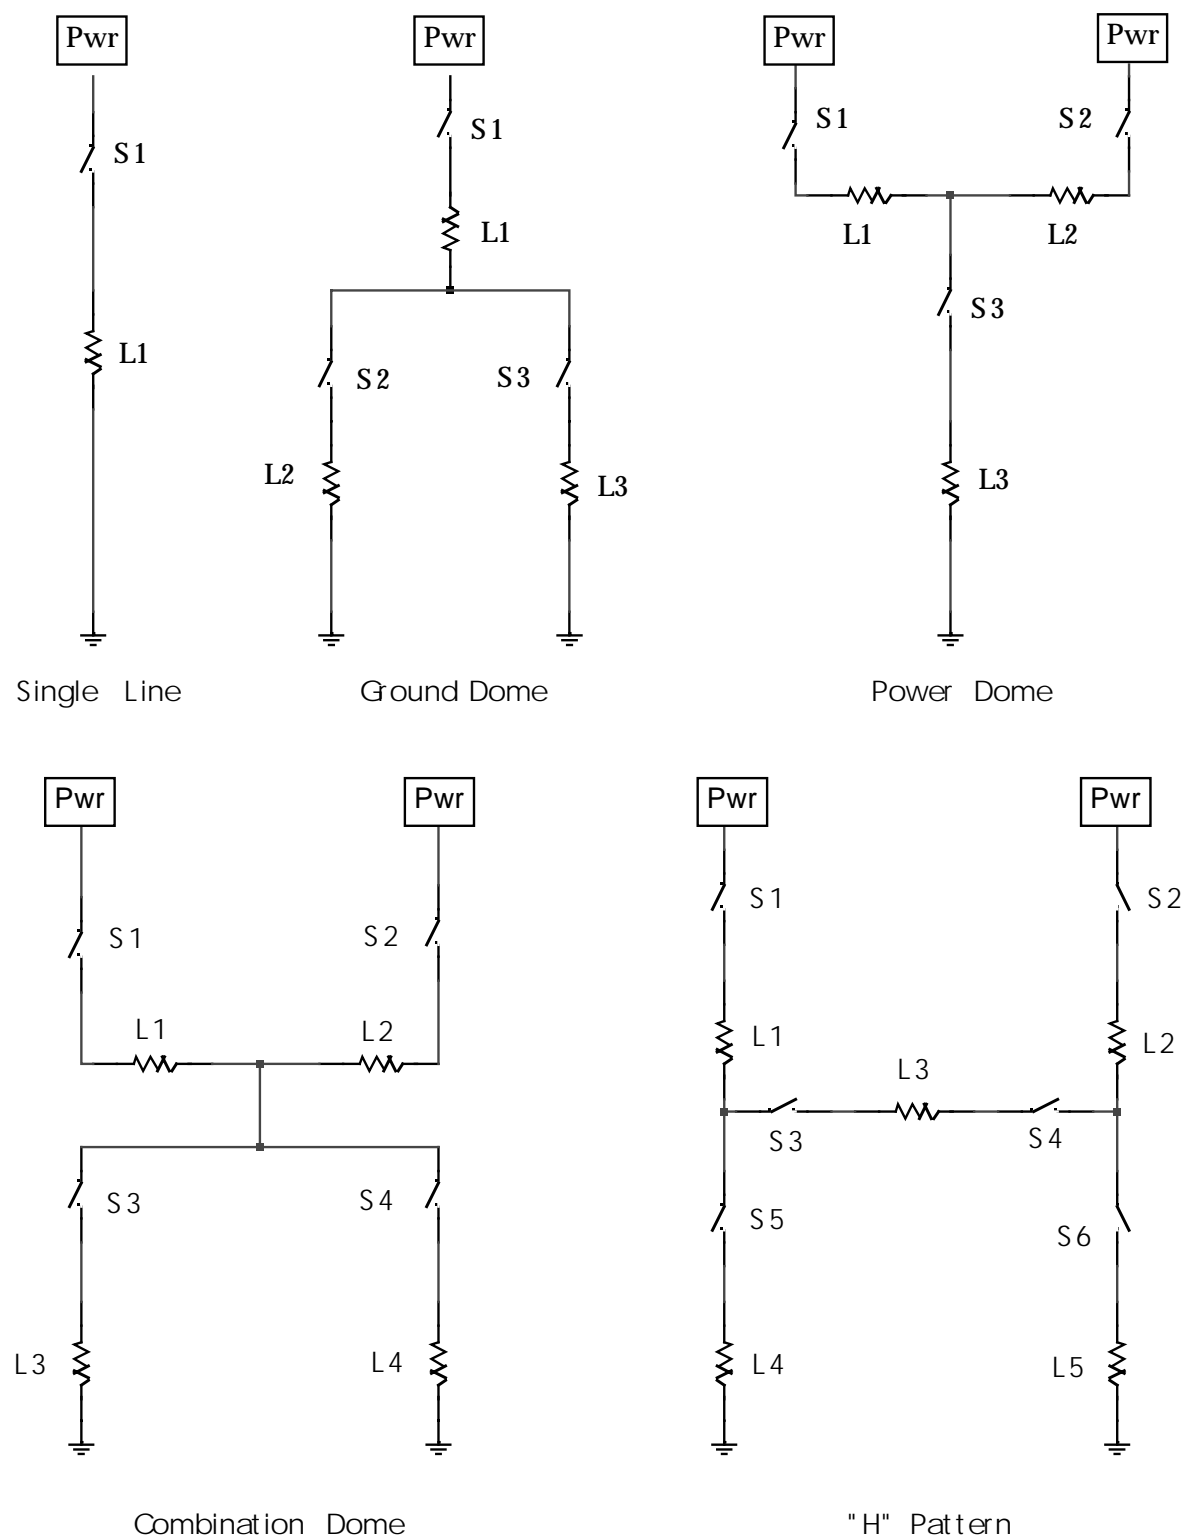 Pwr
S1
L1
Single Line
Pwr
S1
L1
S2
S3
L2
L3
Ground Dome
Pwr
Pwr
S1
S2
L1
L2
S3
L3
Power Dome
Pwr
Pwr
S1
S2
L1
L2
S3
S4
L3
L4
Combination Dome
Pwr
Pwr
S1
S2
L1
L2
L3
S3
S4
S5
S6
L4
L5
"H" Pattern